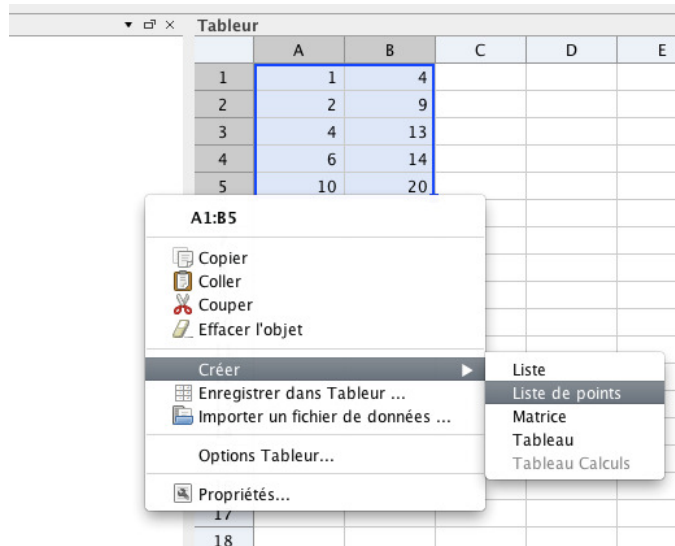 Tableur
A B C D E
1 1 4
2 2 9
3 4 13
4 6 14
5 10 20
A1:B5
Copier
Coller
Couper
Effacer l'objet
Créer
Enregistrer dans Tableur ...
Importer un fichier de données ...
Options Tableur...
Propriétés...
Liste
Liste de points
Matrice
Tableau
Tableau Calculs
17
18